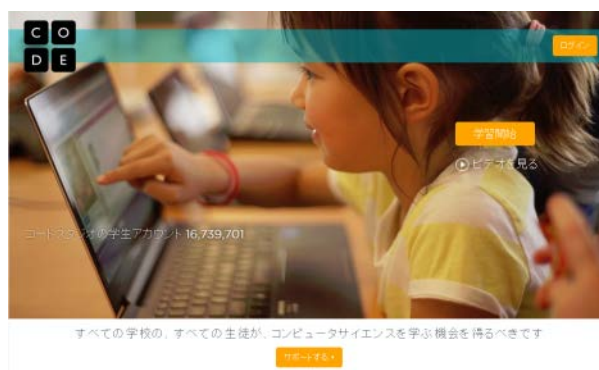 C O
D E
ログイン
学習開始
ビデオを見る
コードスタジオの学生アカウント 16,739,701
すべての学校の, すべての生徒が, コンピュータサイエンスを学ぶ機会を得るべきです
サポートする